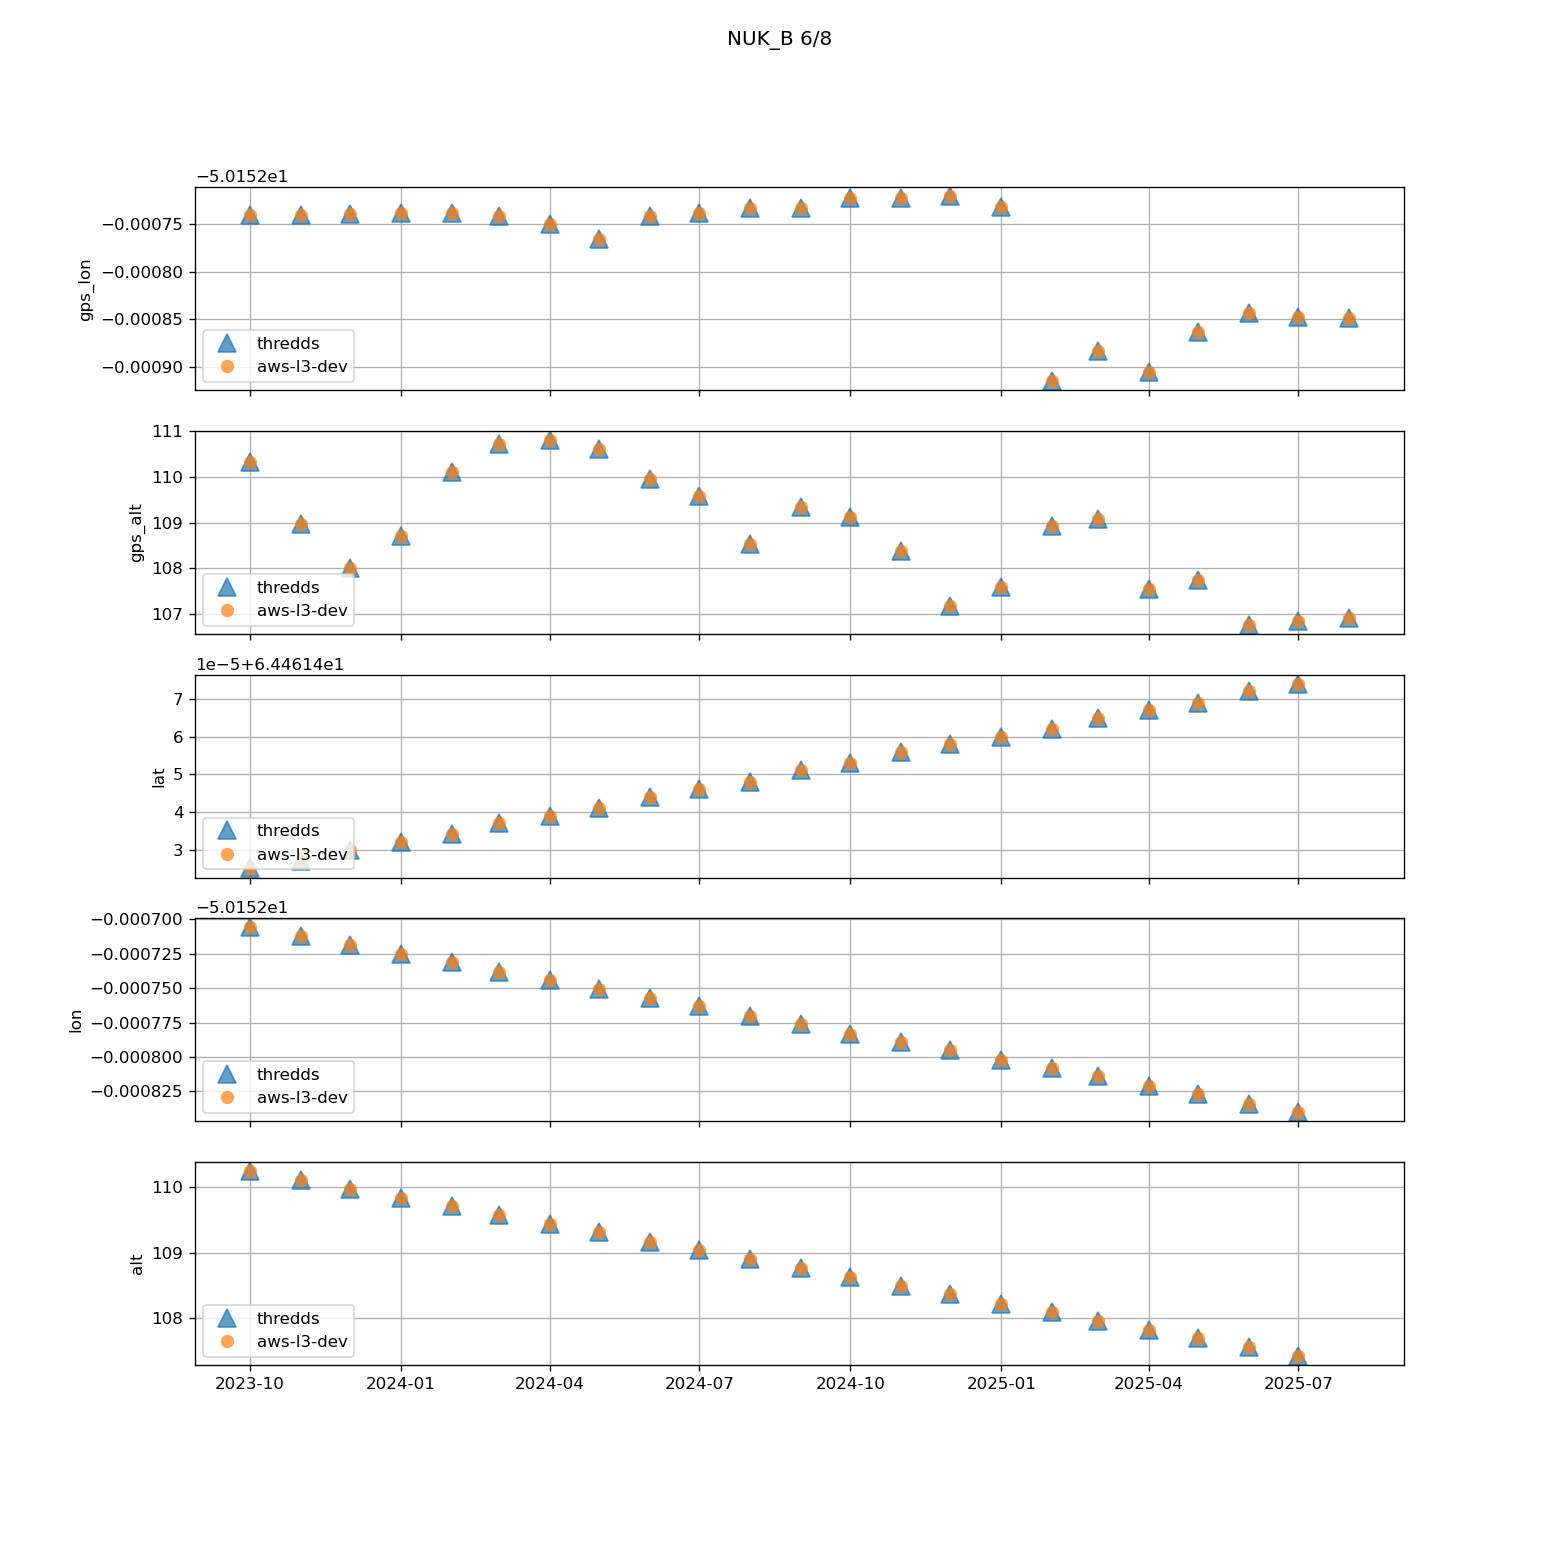 NUK_B 6/8
−5.0152e1
−0.00075
−0.00080
−0.00085
−0.00090
gps_lon
thredds
aws-l3-dev
111
110
109
108
107
gps_alt
thredds
aws-l3-dev
1e−5+6.44614e1
7
6
5
4
3
lat
thredds
aws-l3-dev
−5.0152e1
−0.000700
−0.000725
−0.000750
−0.000775
−0.000800
−0.000825
lon
thredds
aws-l3-dev
110
109
108
alt
thredds
aws-l3-dev
2023-10 2024-01 2024-04 2024-07 2024-10 2025-01 2025-04 2025-07